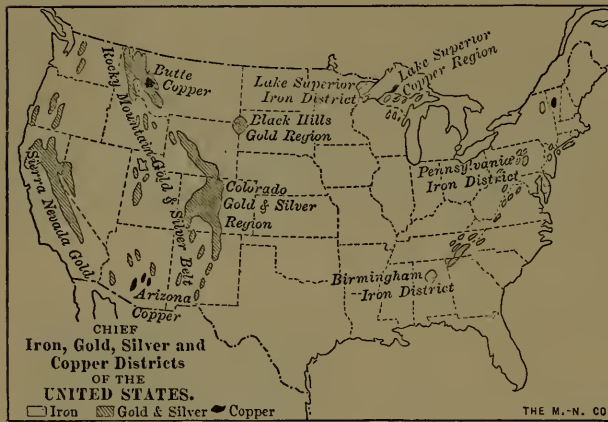 Butte
Copper
Rocky Mountain Gold & Silver Belt
Lake Superior
Iron District
Lake Superior
Copper Region
Black Hills
Gold Region
Pennsylvania
Iron District
Sierra Nevada Gold
Colorado
Gold & Silver
Region
Birmingham
Iron District
Arizona
Copper
CHIEF
Iron, Gold, Silver and
Copper Districts
OF THE
UNITED STATES.
Iron Gold & Silver Copper
THE M.-N. CO